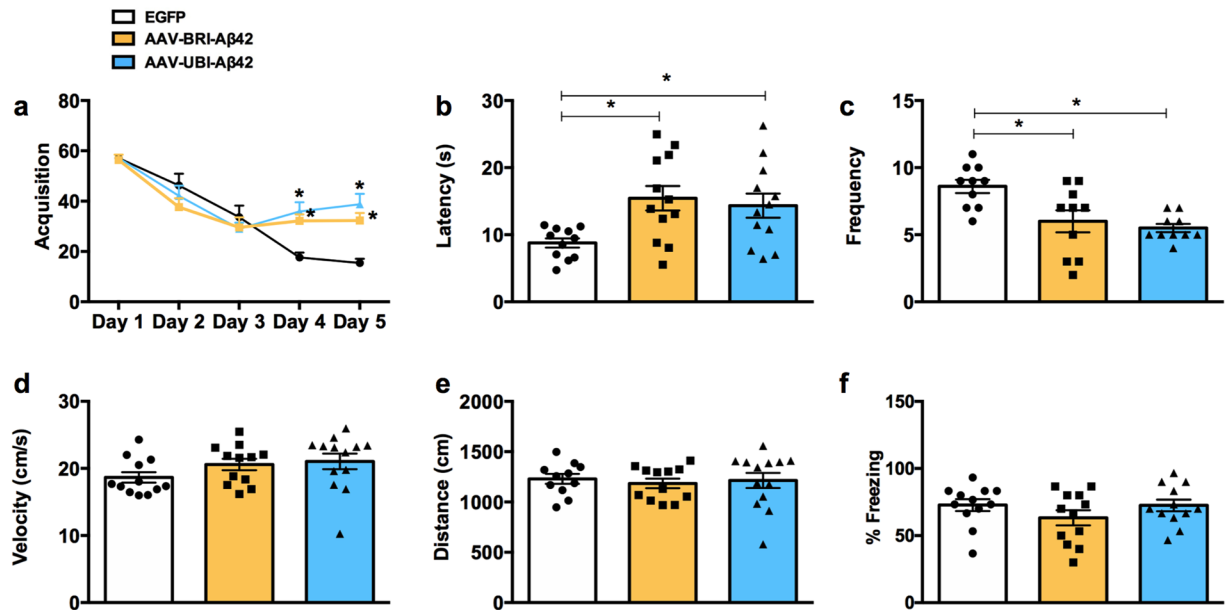 EGFP
AAV-BRI-Aβ42
AAV-UBI-Aβ42
a
80
60
40
20
0
Acquisition
Day 1 Day 2 Day 3 Day 4 Day 5
*
*
*
*
b
30
20
10
0
Latency (s)
*
*
c
15
10
5
0
Frequency
*
*
d
30
20
10
0
Velocity (cm/s)
e
2000
1500
1000
500
0
Distance (cm)
f
150
100
50
0
% Freezing